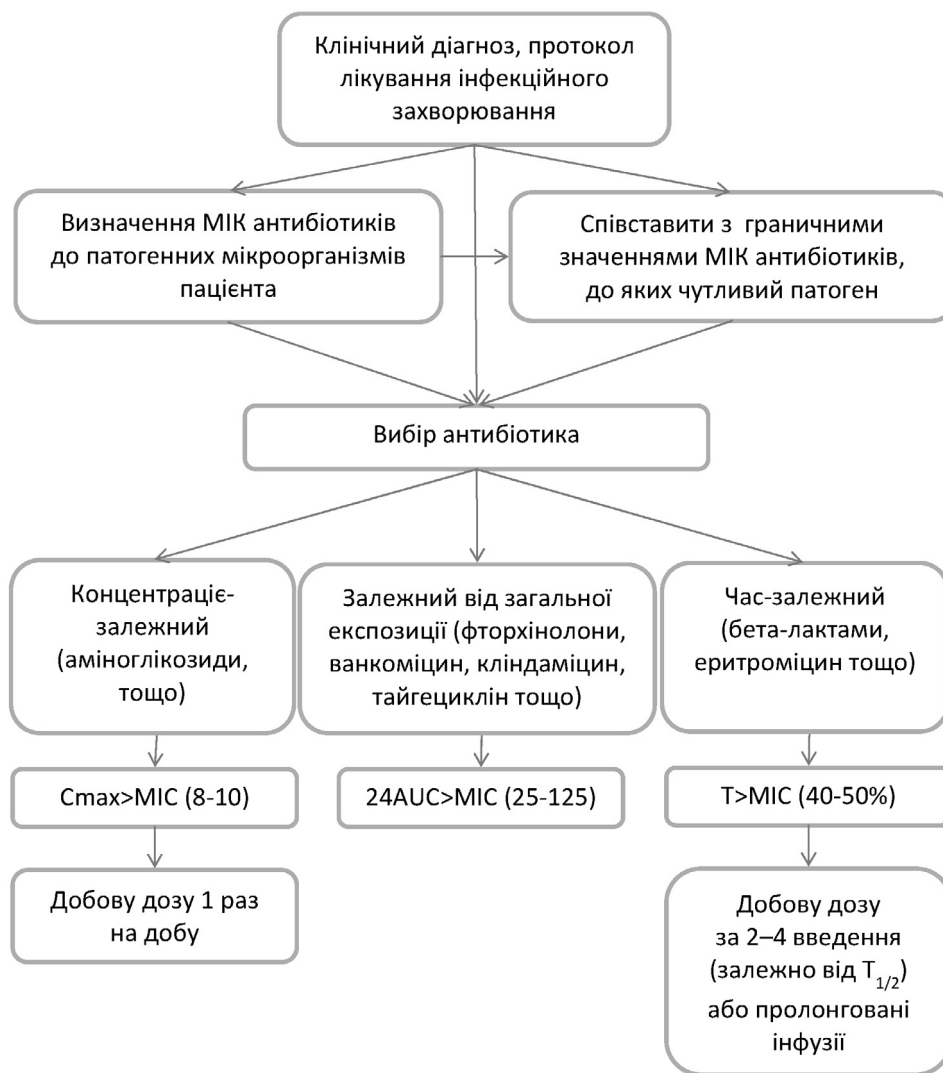 Клінічний діагноз, протокол
лікування інфекційного
захворювання
Визначення МІК антибіотиків
до патогенних мікроорганізмів
пацієнта
Співставити з граничними
значеннями МІК антибіотиків,
до яких чутливий патоген
Вибір антибіотика
Концентраціє-
залежний
(аміноглікозиди,
тощо)
Залежний від загальної
експозиції (фторхінолони,
ванкоміцин, кліндаміцин,
тайгециклін тощо)
Час-залежний
(бета-лактами,
еритроміцин тощо)
Cmax>MIC (8-10)
24AUC>MIC (25-125)
T>MIC (40-50%)
Добову дозу 1 раз
на добу
Добову дозу
за 2–4 введення
(залежно від T1/2)
або пролонговані
інфузії